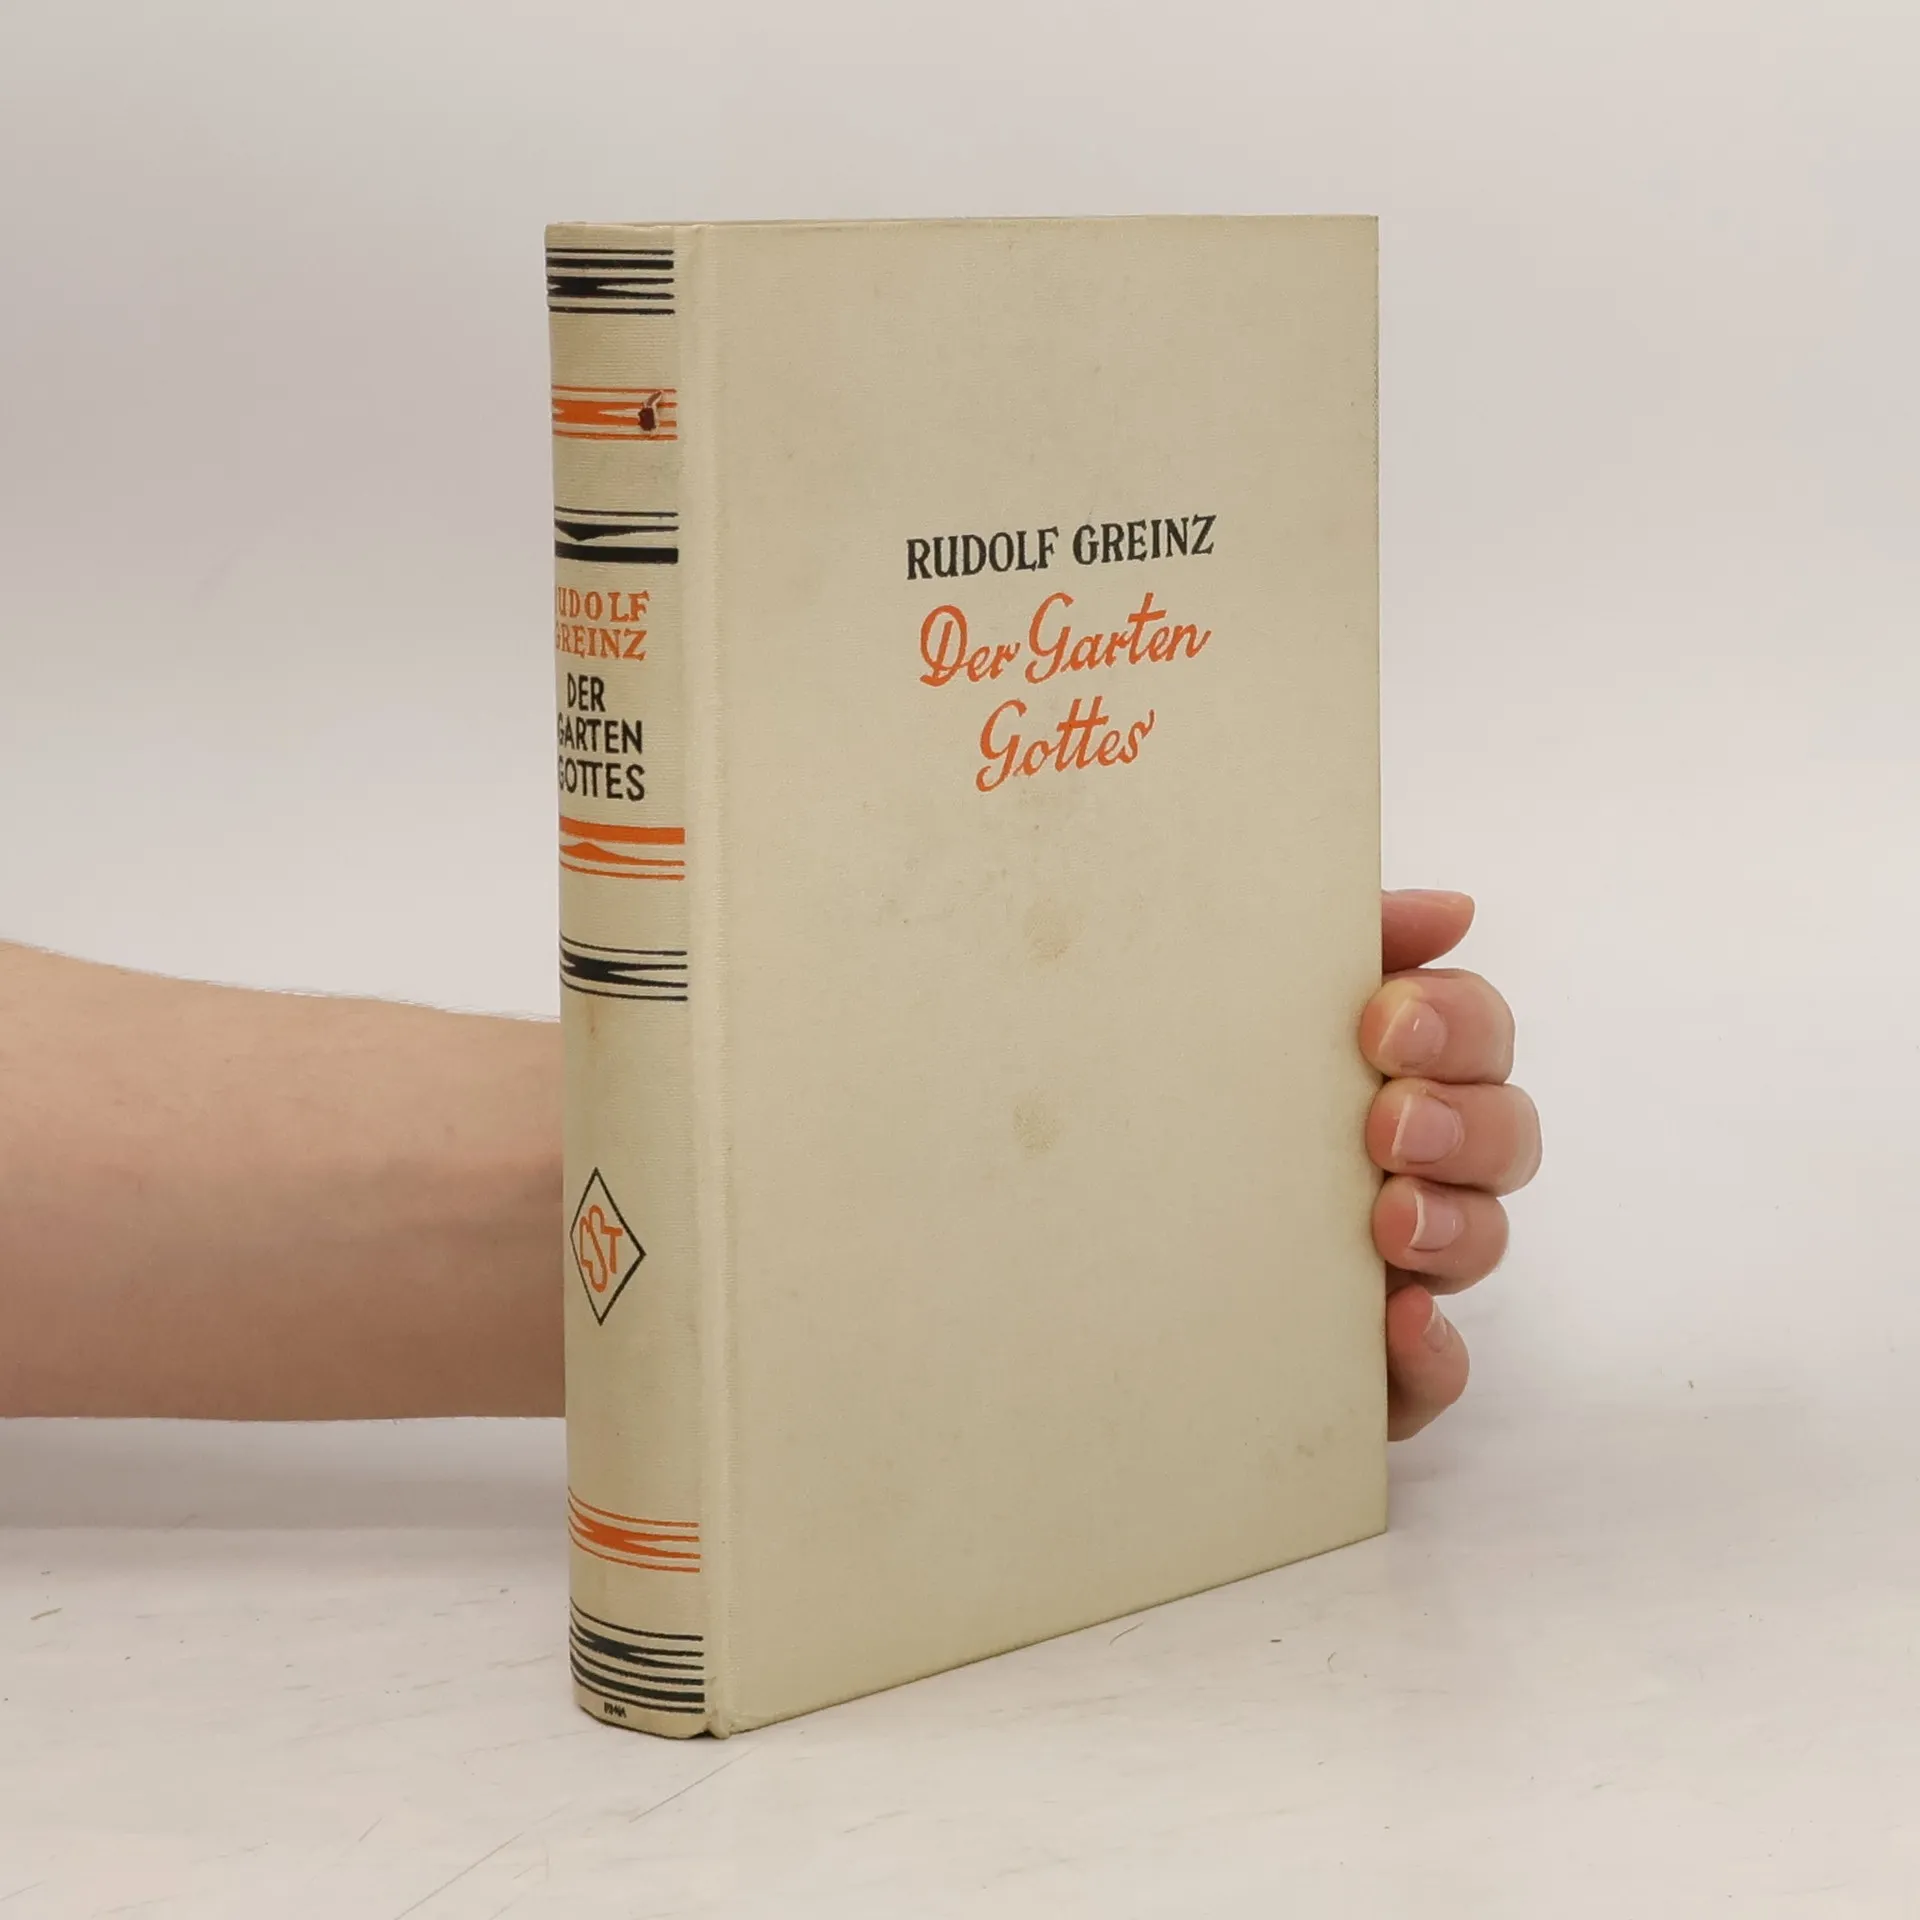 RUDOLF
GREINZ
DER
GARTEN
GOTTES
RUDOLF GREINZ
Der Garten
Gottes